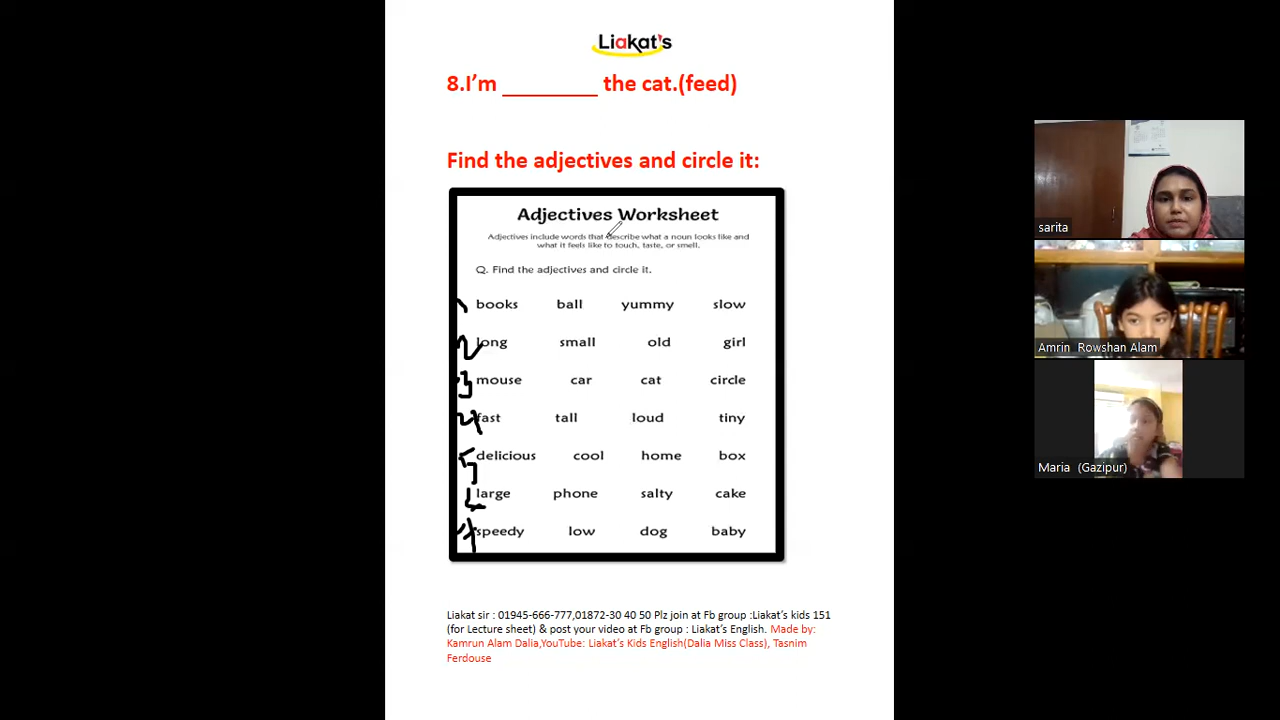 Liakat's
8.I'm ________ the cat.(feed)
Find the adjectives and circle it:
Adjectives Worksheet
Adjectives include words that describe what a noun looks like and
what it feels like to touch, taste, or smell.
Q. Find the adjectives and circle it.
books ball yummy slow
2 long small old girl
3 mouse car cat circle
4 fast tall loud tiny
5 delicious cool home box
large phone salty cake
speedy low dog baby
Liakat sir : 01945-666-777,01872-30 40 50 Plz join at Fb group :Liakat's kids 151
(for Lecture sheet) & post your video at Fb group : Liakat's English. Made by:
Kamrun Alam Dalia,YouTube: Liakat's Kids English(Dalia Miss Class), Tasnim
Ferdouse
sarita
Amrin Rowshan Alam
Maria (Gazipur)